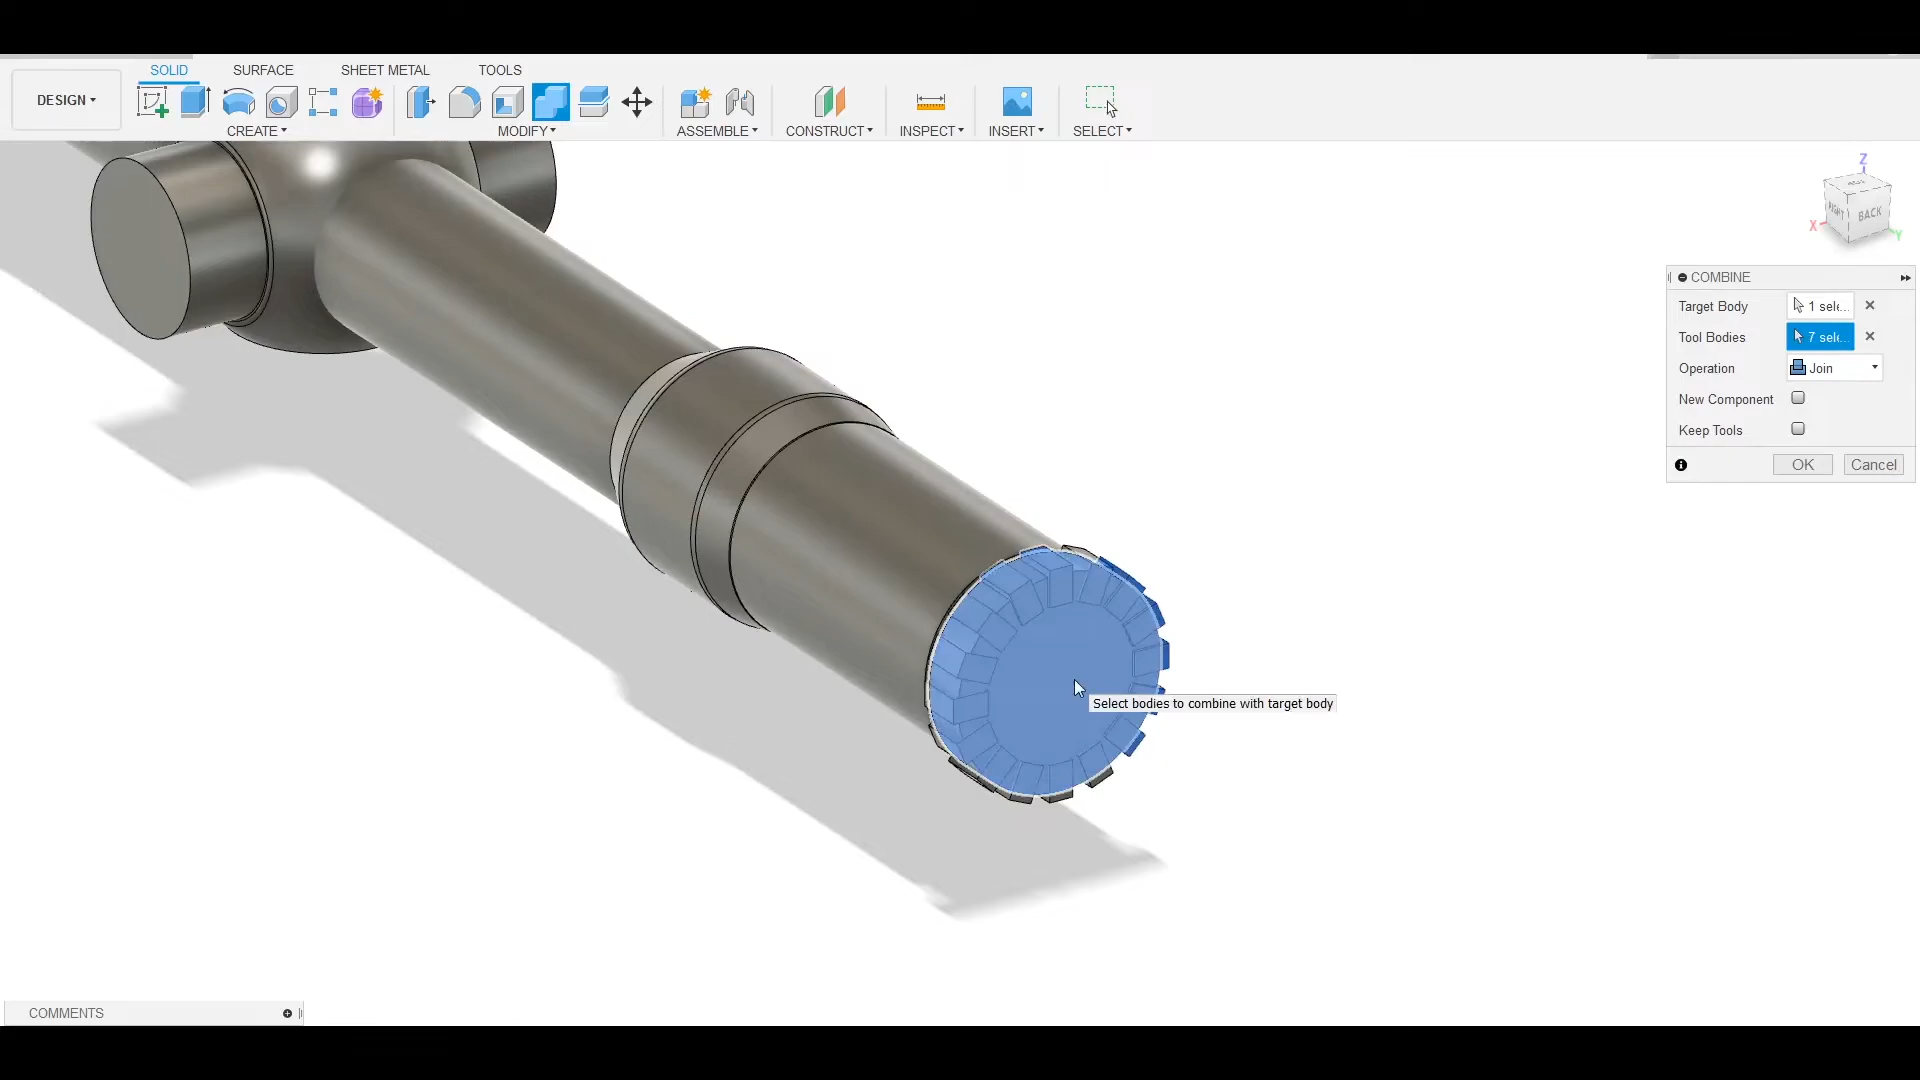 SOLID SURFACE SHEET METAL TOOLS
DESIGN
CREATE MODIFY ASSEMBLE CONSTRUCT INSPECT INSERT SELECT
Z
RIGHT BACK
X Y
COMBINE
Target Body 1 sele...
Tool Bodies 7 sele...
Operation Join
New Component
Keep Tools
OK Cancel
Select bodies to combine with target body
COMMENTS